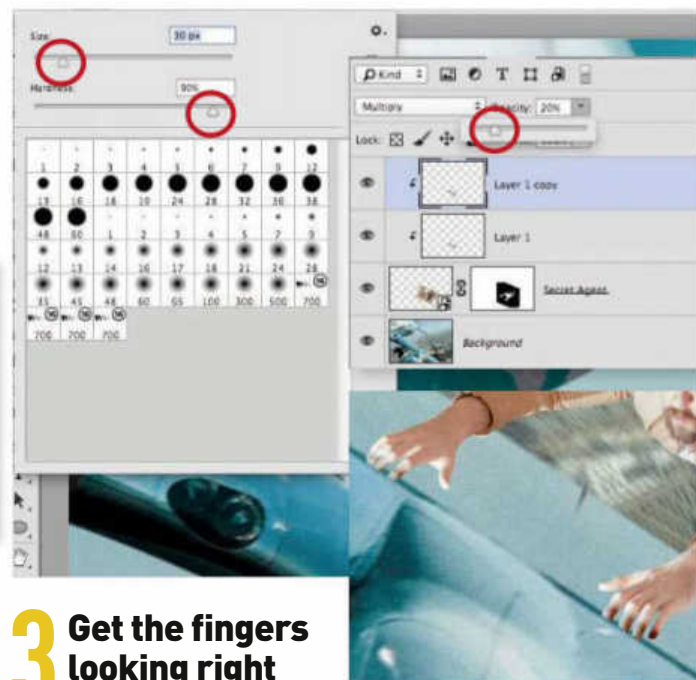 Size:
30 px
Hardness:
90%
1 2 3 4 5 6 7 9 12
13 16 18 19 24 28 32 36 38
48 60 1 2 3 4 5 7 9
12 13 14 16 17 18 21 24 28
35 45 48 60 65 100 300 500 700
700 700 700
Kind
Multiply
Opacity: 20%
Lock:
Layer 1 copy
Layer 1
Secret Agent
Background
3 Get the fingers
looking right